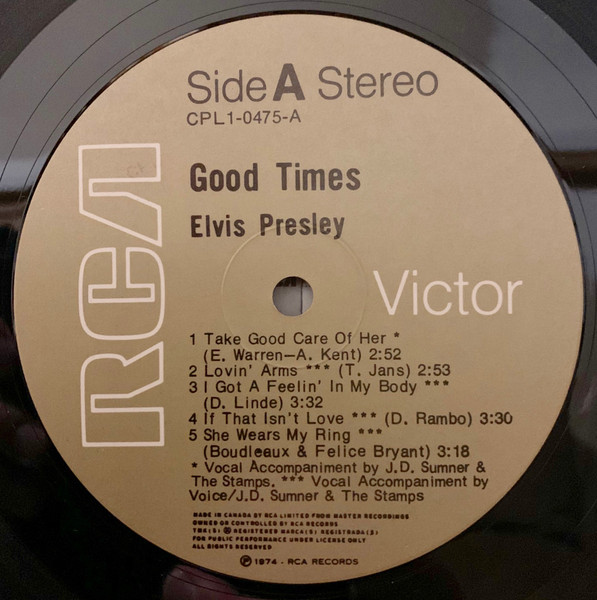 Side A Stereo
CPL1-0475-A
Good Times
Elvis Presley
RCA
Victor
1 Take Good Care Of Her *
(E. Warren—A. Kent) 2:52
2 Lovin' Arms *** (T. Jans) 2:53
3 I Got A Feelin' In My Body ***
(D. Linde) 3:32
4 If That Isn't Love *** (D. Rambo) 3:30
5 She Wears My Ring ***
(Boudleaux & Felice Bryant) 3:18
* Vocal Accompaniment by J.D. Sumner &
The Stamps. *** Vocal Accompaniment by
Voice/J.D. Sumner & The Stamps
MADE IN CANADA BY RCA LIMITED FROM MASTER RECORDINGS
OWNED OR CONTROLLED BY RCA RECORDS
TMK(S) ® REGISTERED MARCA(S) REGISTRADA(S)
FOR PUBLIC PERFORMANCE UNDER LICENSE ONLY
ALL RIGHTS RESERVED
℗ 1974 - RCA RECORDS